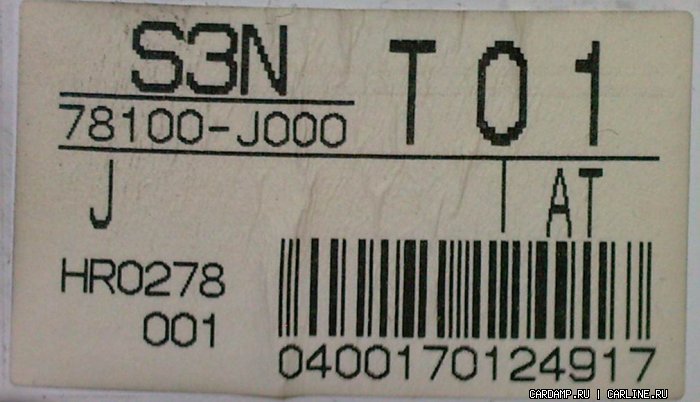 S3N T01
78100-J000
J AT
HR0278
001
0400170124917
CARDAMP.RU | CARLINE.RU